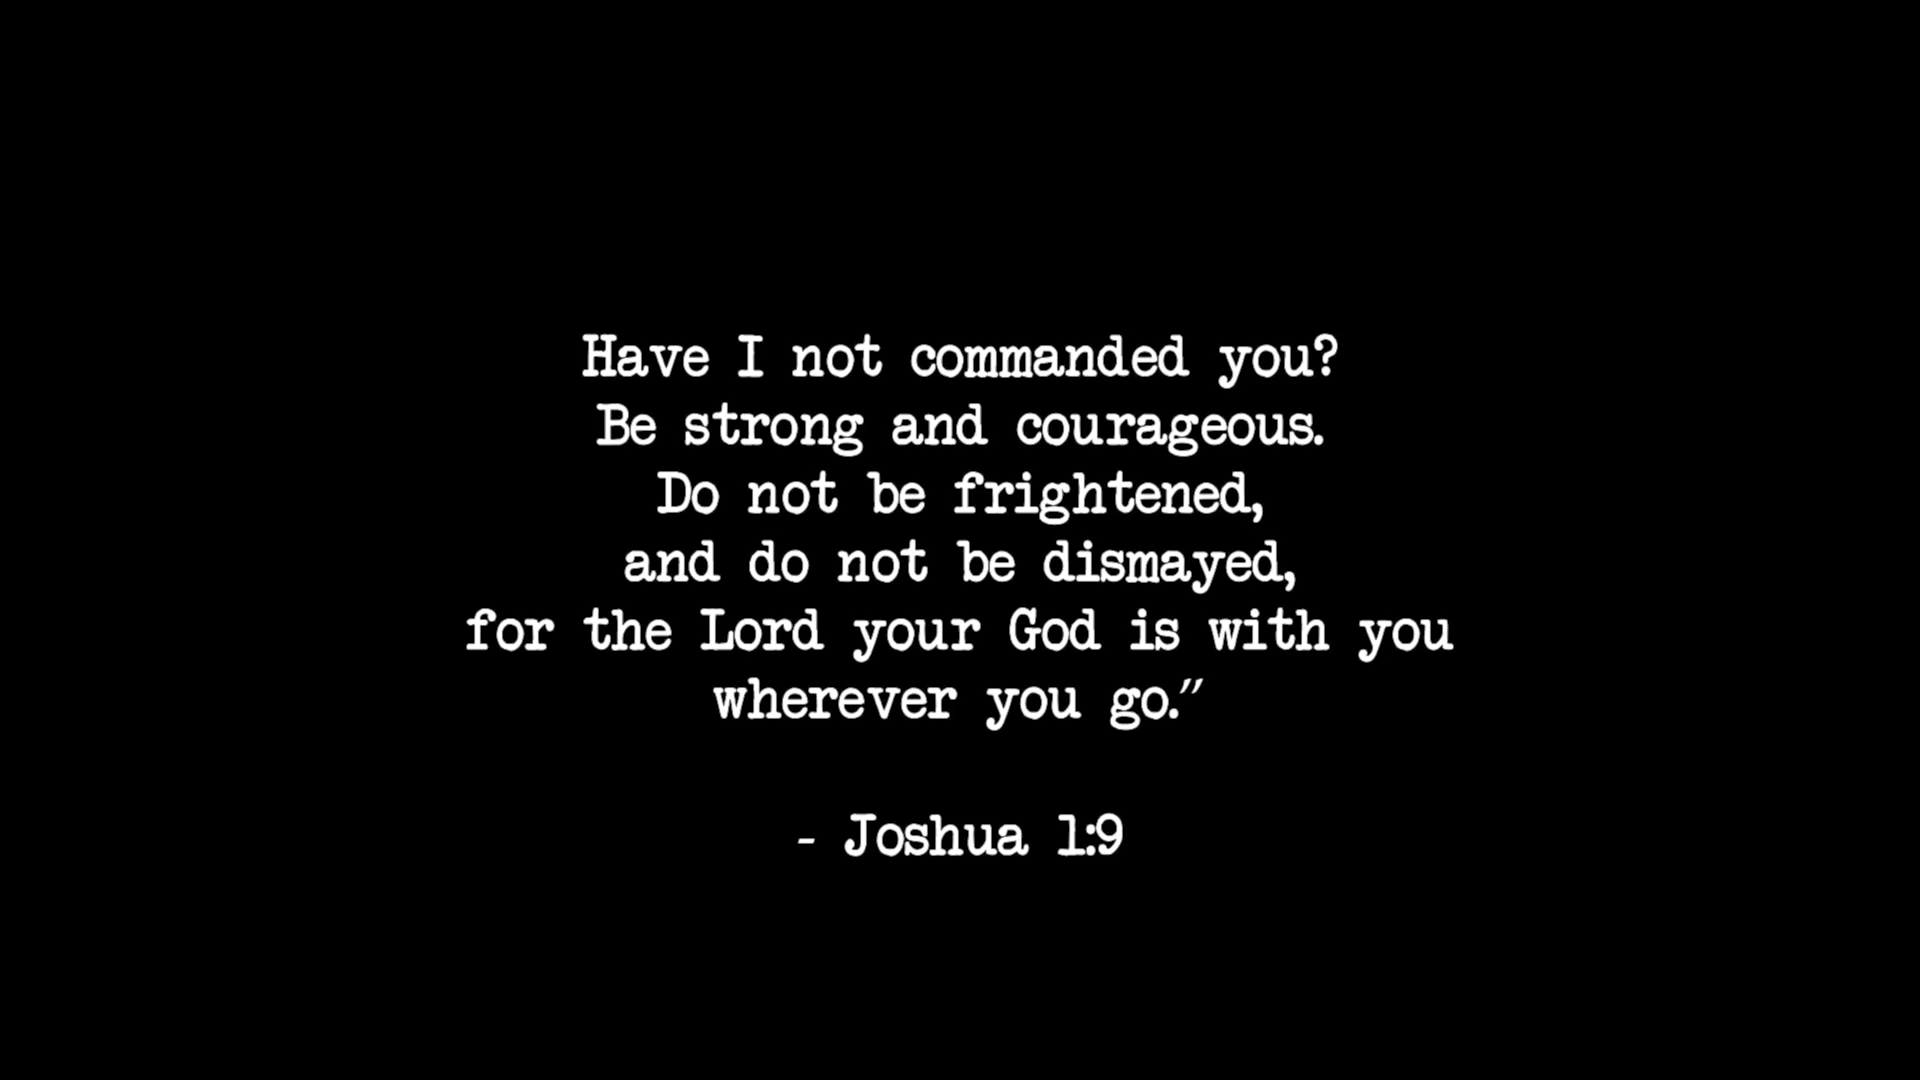 Have I not commanded you?
Be strong and courageous.
Do not be frightened,
and do not be dismayed,
for the Lord your God is with you
wherever you go.”
- Joshua 1:9